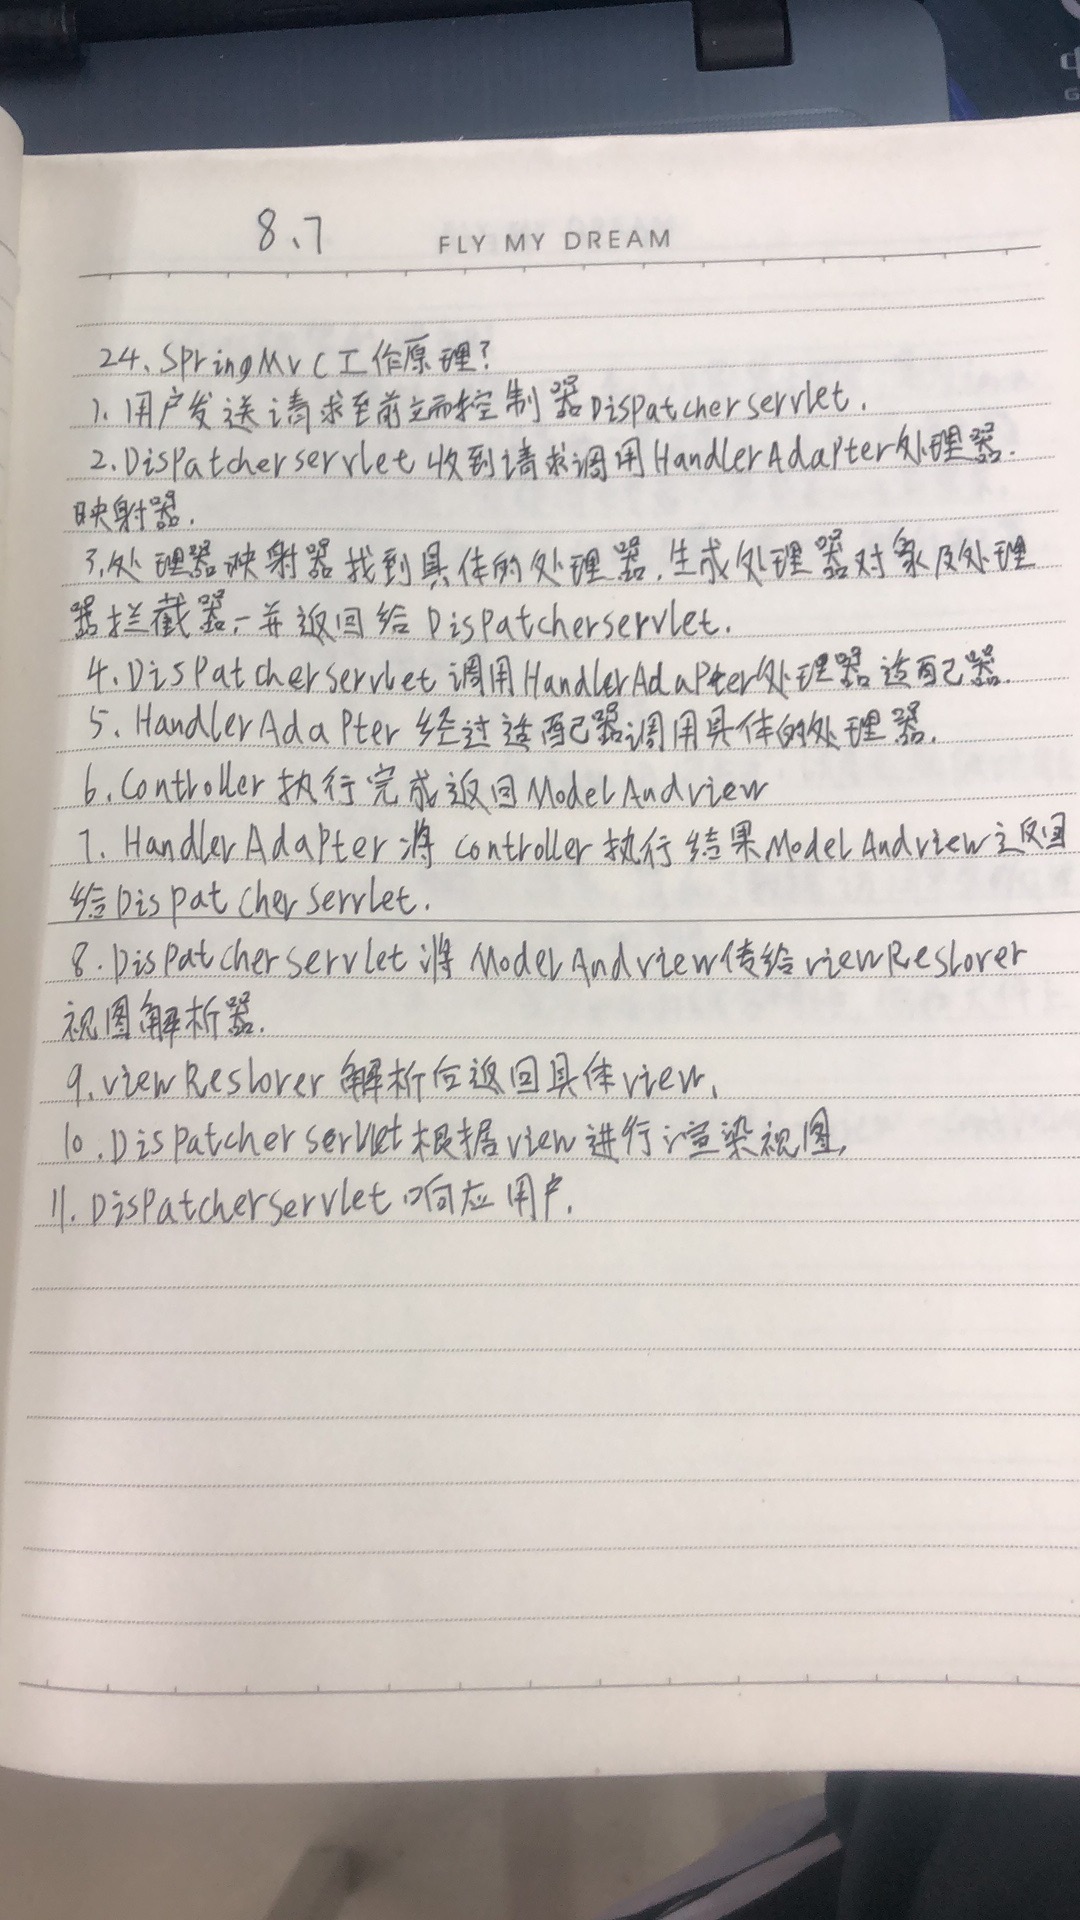 8、7
FLY MY DREAM
24、SpringMvc工作原理?
1. 用户发送请求至前端控制器Dispatcherservlet.
2.Dispatcherservlet收到请求调用HandlerAdapter处理器.
映射器.
3.处理器映射器找到具体的处理器.生成处理器对象及处理
器拦截器,一并返回给Dispatcherservlet.
4.Dispatcherservlet调用HandlerAdapter处理器适配器.
5、HandlerAdapter经过适配器调用具体的处理器.
6、Controller执行完成返回ModelAndview
7、HandlerAdapter将controller执行结果ModelAndview返回
给Dispatcherservlet.
8.Dispatcherservlet将ModelAndview传给viewReslover
视图解析器.
9.viewReslover解析后返回具体view.
10.Dispatcherservlet根据view进行渲染视图.
11.Dispatcherservlet响应用户.